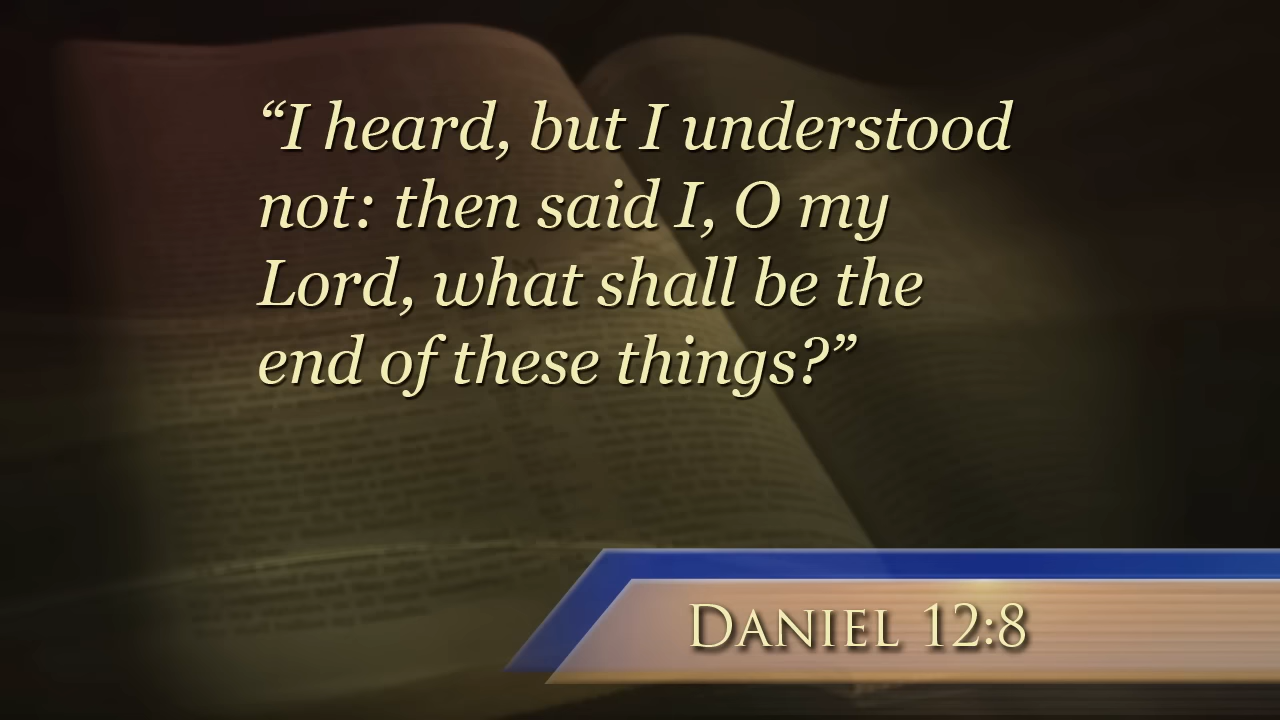 “I heard, but I understood
not: then said I, O my
Lord, what shall be the
end of these things?”
DANIEL 12:8